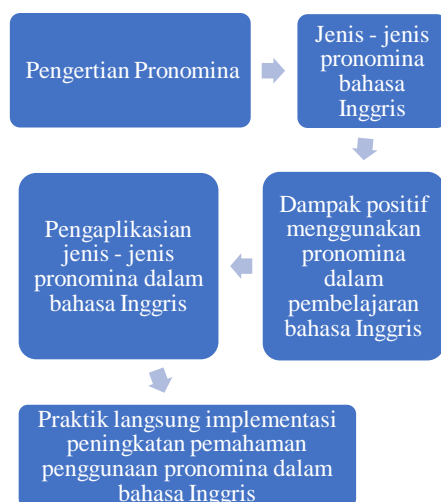 Pengertian Pronomina
Jenis - jenis
pronomina
bahasa
Inggris
Dampak positif
menggunakan
pronomina
dalam
pembelajaran
bahasa Inggris
Pengaplikasian
jenis - jenis
pronomina dalam
bahasa Inggris
Praktik langsung implementasi
peningkatan pemahaman
penggunaan pronomina dalam
bahasa Inggris